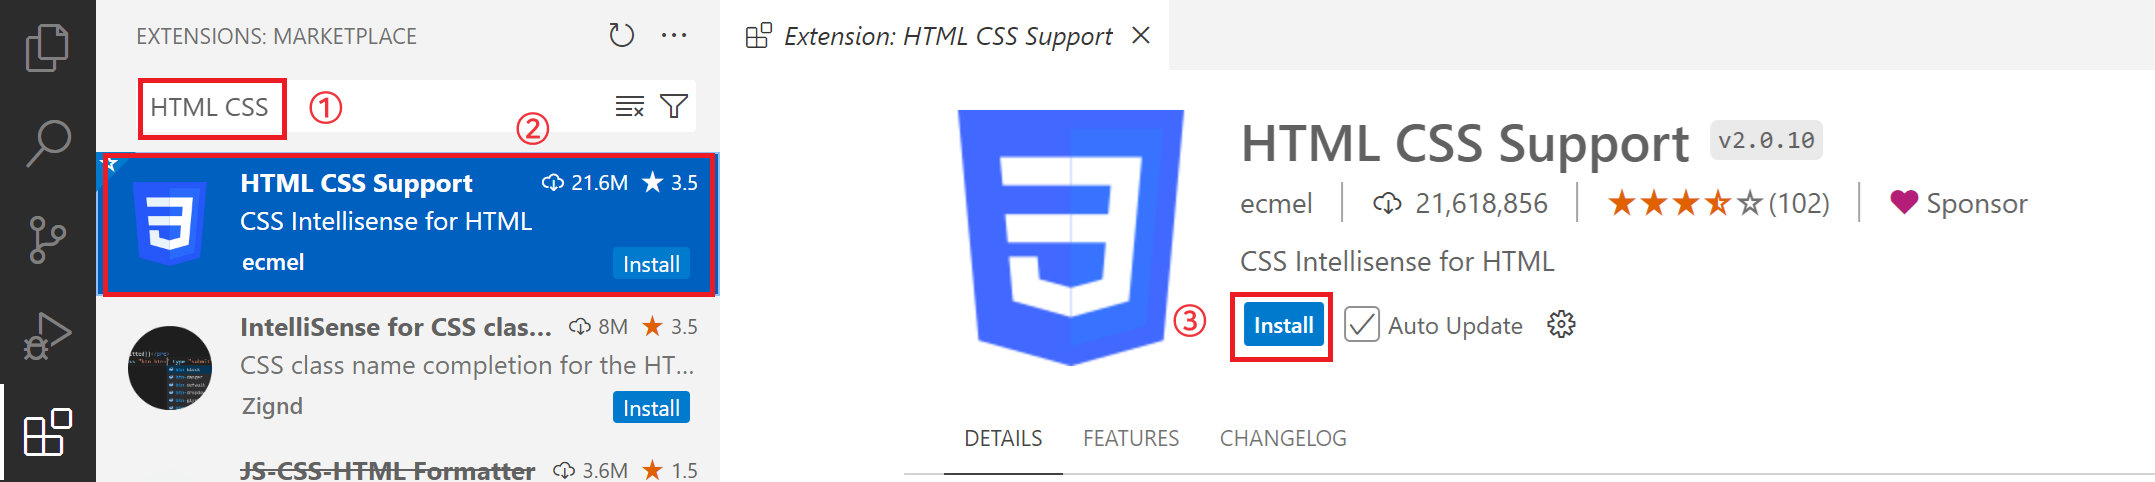 EXTENSIONS: MARKETPLACE
HTML CSS ①
②
HTML CSS Support 21.6M ★ 3.5
CSS Intellisense for HTML
ecmel Install
IntelliSense for CSS clas... 8M ★ 3.5
CSS class name completion for the HT...
Zignd Install
JS-CSS-HTML Formatter 3.6M ★ 1.5
Extension: HTML CSS Support
HTML CSS Support v2.0.10
ecmel 21,618,856 (102) Sponsor
CSS Intellisense for HTML
③ Install Auto Update
DETAILS FEATURES CHANGELOG